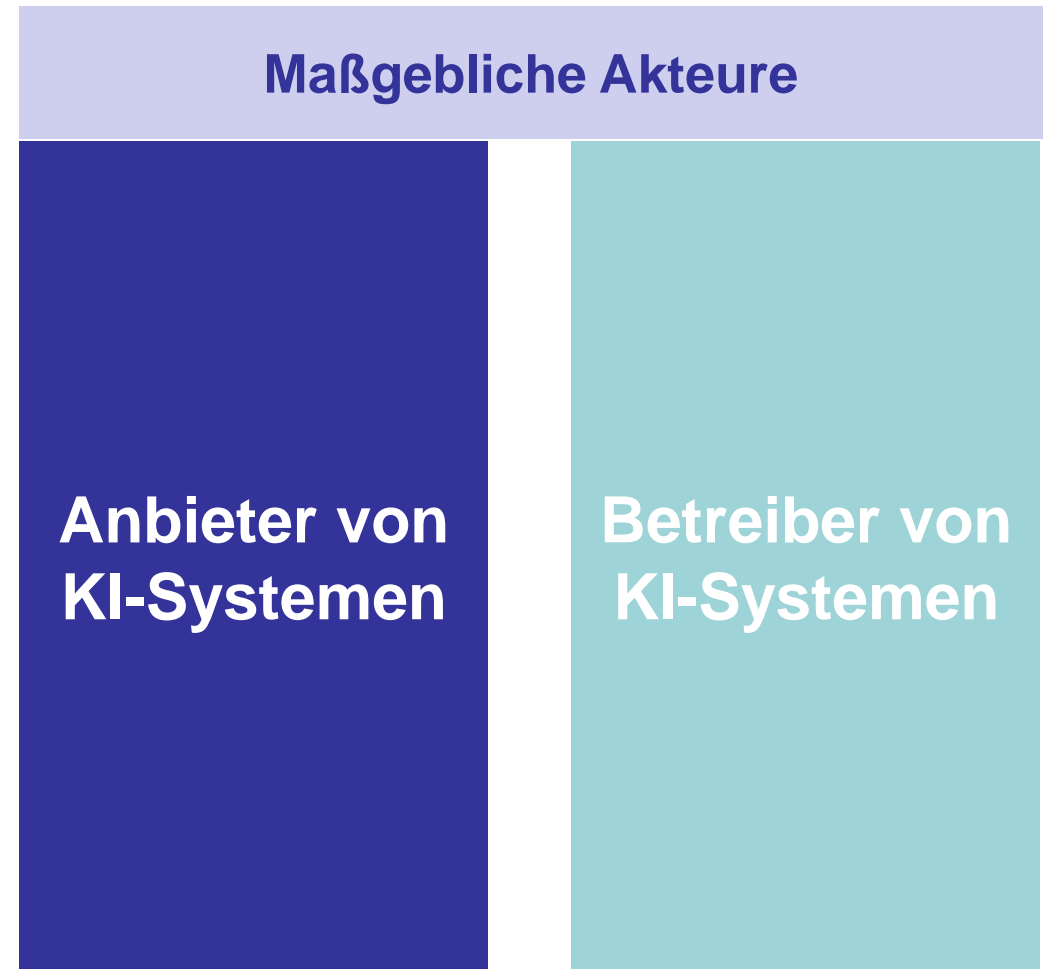 Maßgebliche Akteure
Anbieter von
KI-Systemen
Betreiber von
KI-Systemen